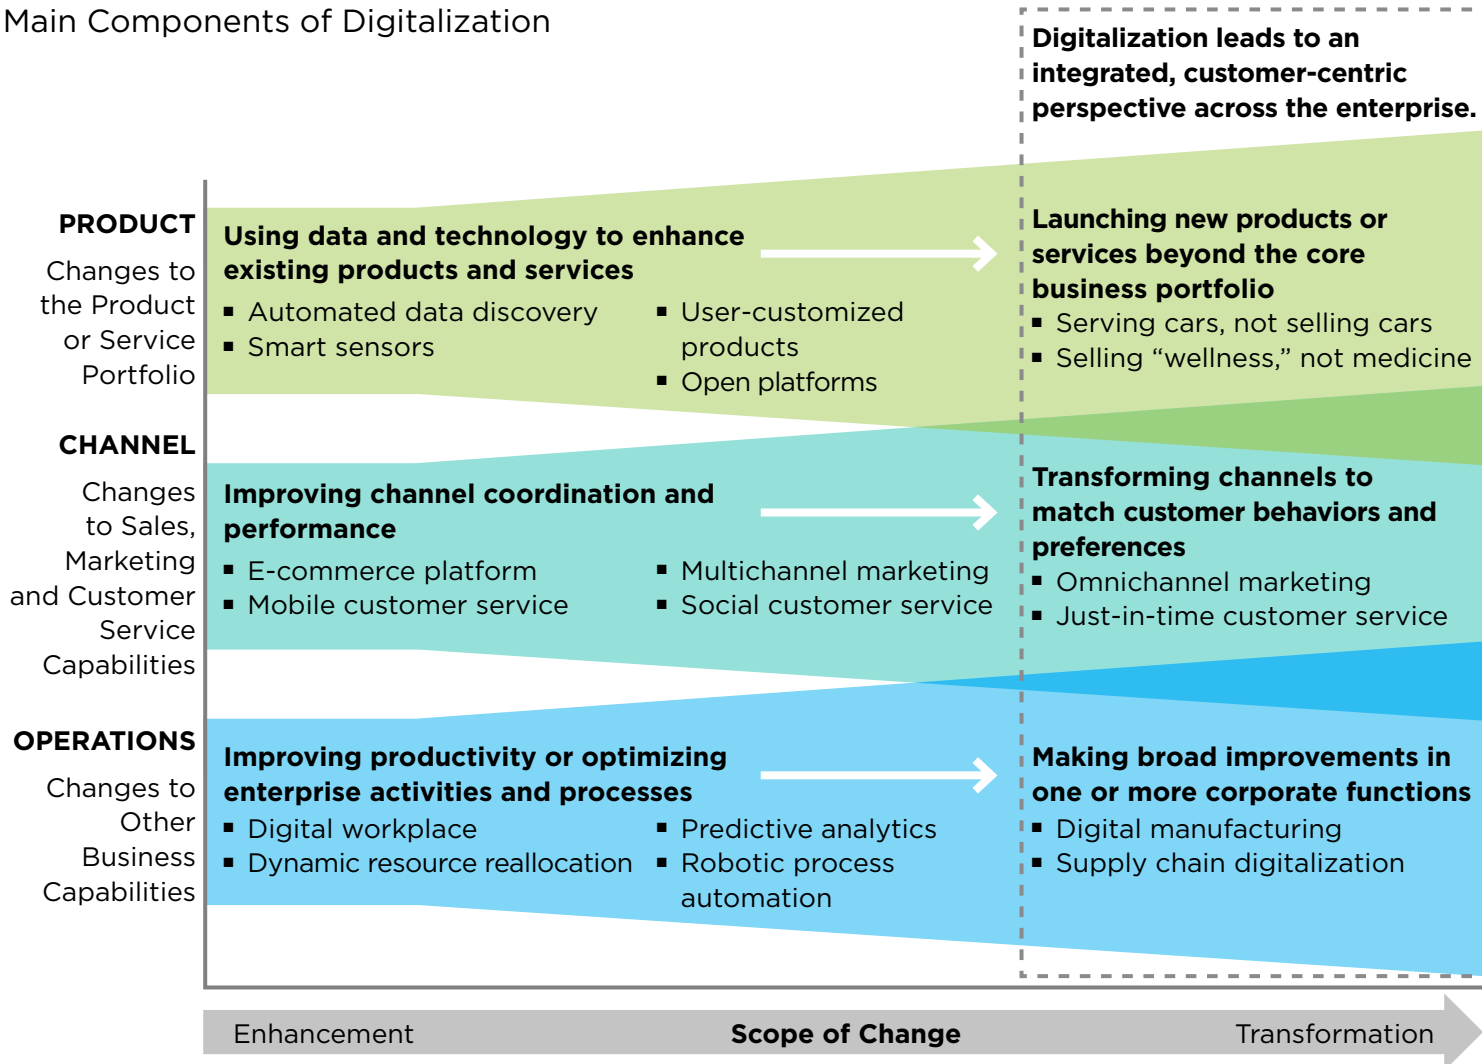 Main Components of Digitalization
Digitalization leads to an
integrated, customer-centric
perspective across the enterprise.
PRODUCT
Changes to
the Product
or Service
Portfolio
Using data and technology to enhance
existing products and services
▪ Automated data discovery
▪ Smart sensors
▪ User-customized
products
▪ Open platforms
Launching new products or
services beyond the core
business portfolio
▪ Serving cars, not selling cars
▪ Selling “wellness,” not medicine
CHANNEL
Changes
to Sales,
Marketing
and Customer
Service
Capabilities
Improving channel coordination and
performance
▪ E-commerce platform
▪ Mobile customer service
▪ Multichannel marketing
▪ Social customer service
Transforming channels to
match customer behaviors and
preferences
▪ Omnichannel marketing
▪ Just-in-time customer service
OPERATIONS
Changes to
Other
Business
Capabilities
Improving productivity or optimizing
enterprise activities and processes
▪ Digital workplace
▪ Dynamic resource reallocation
▪ Predictive analytics
▪ Robotic process
automation
Making broad improvements in
one or more corporate functions
▪ Digital manufacturing
▪ Supply chain digitalization
Enhancement
Scope of Change
Transformation